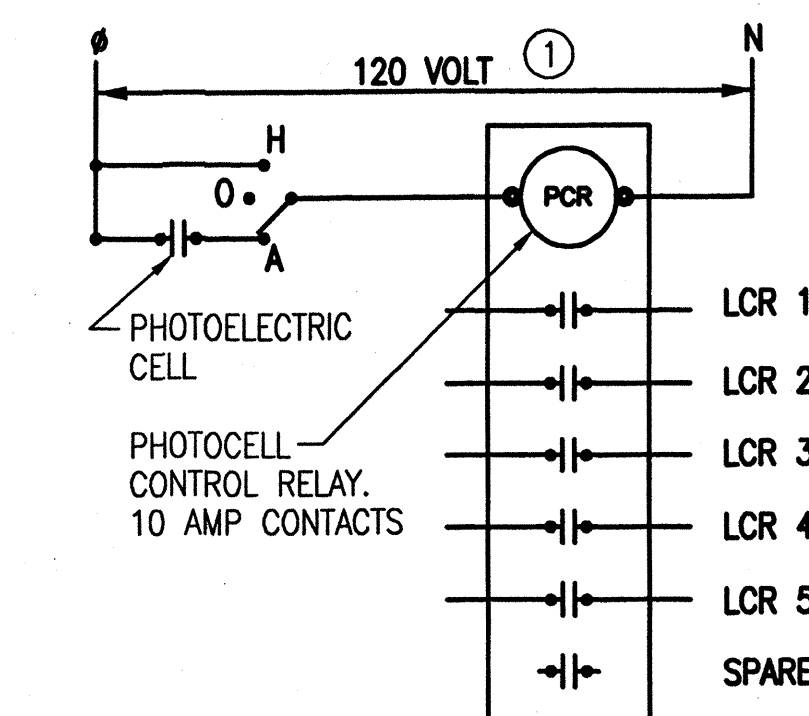 ø
N
120 VOLT
1
H
O
A
PCR
PHOTOELECTRIC
CELL
PHOTOCELL
CONTROL RELAY.
10 AMP CONTACTS
LCR 1
LCR 2
LCR 3
LCR 4
LCR 5
SPARE